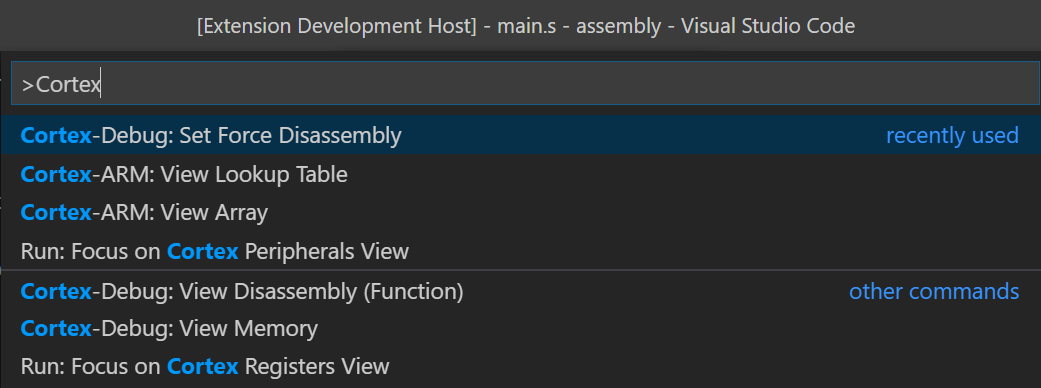 [Extension Development Host] - main.s - assembly - Visual Studio Code
>Cortex
Cortex-Debug: Set Force Disassembly recently used
Cortex-ARM: View Lookup Table
Cortex-ARM: View Array
Run: Focus on Cortex Peripherals View
Cortex-Debug: View Disassembly (Function) other commands
Cortex-Debug: View Memory
Run: Focus on Cortex Registers View